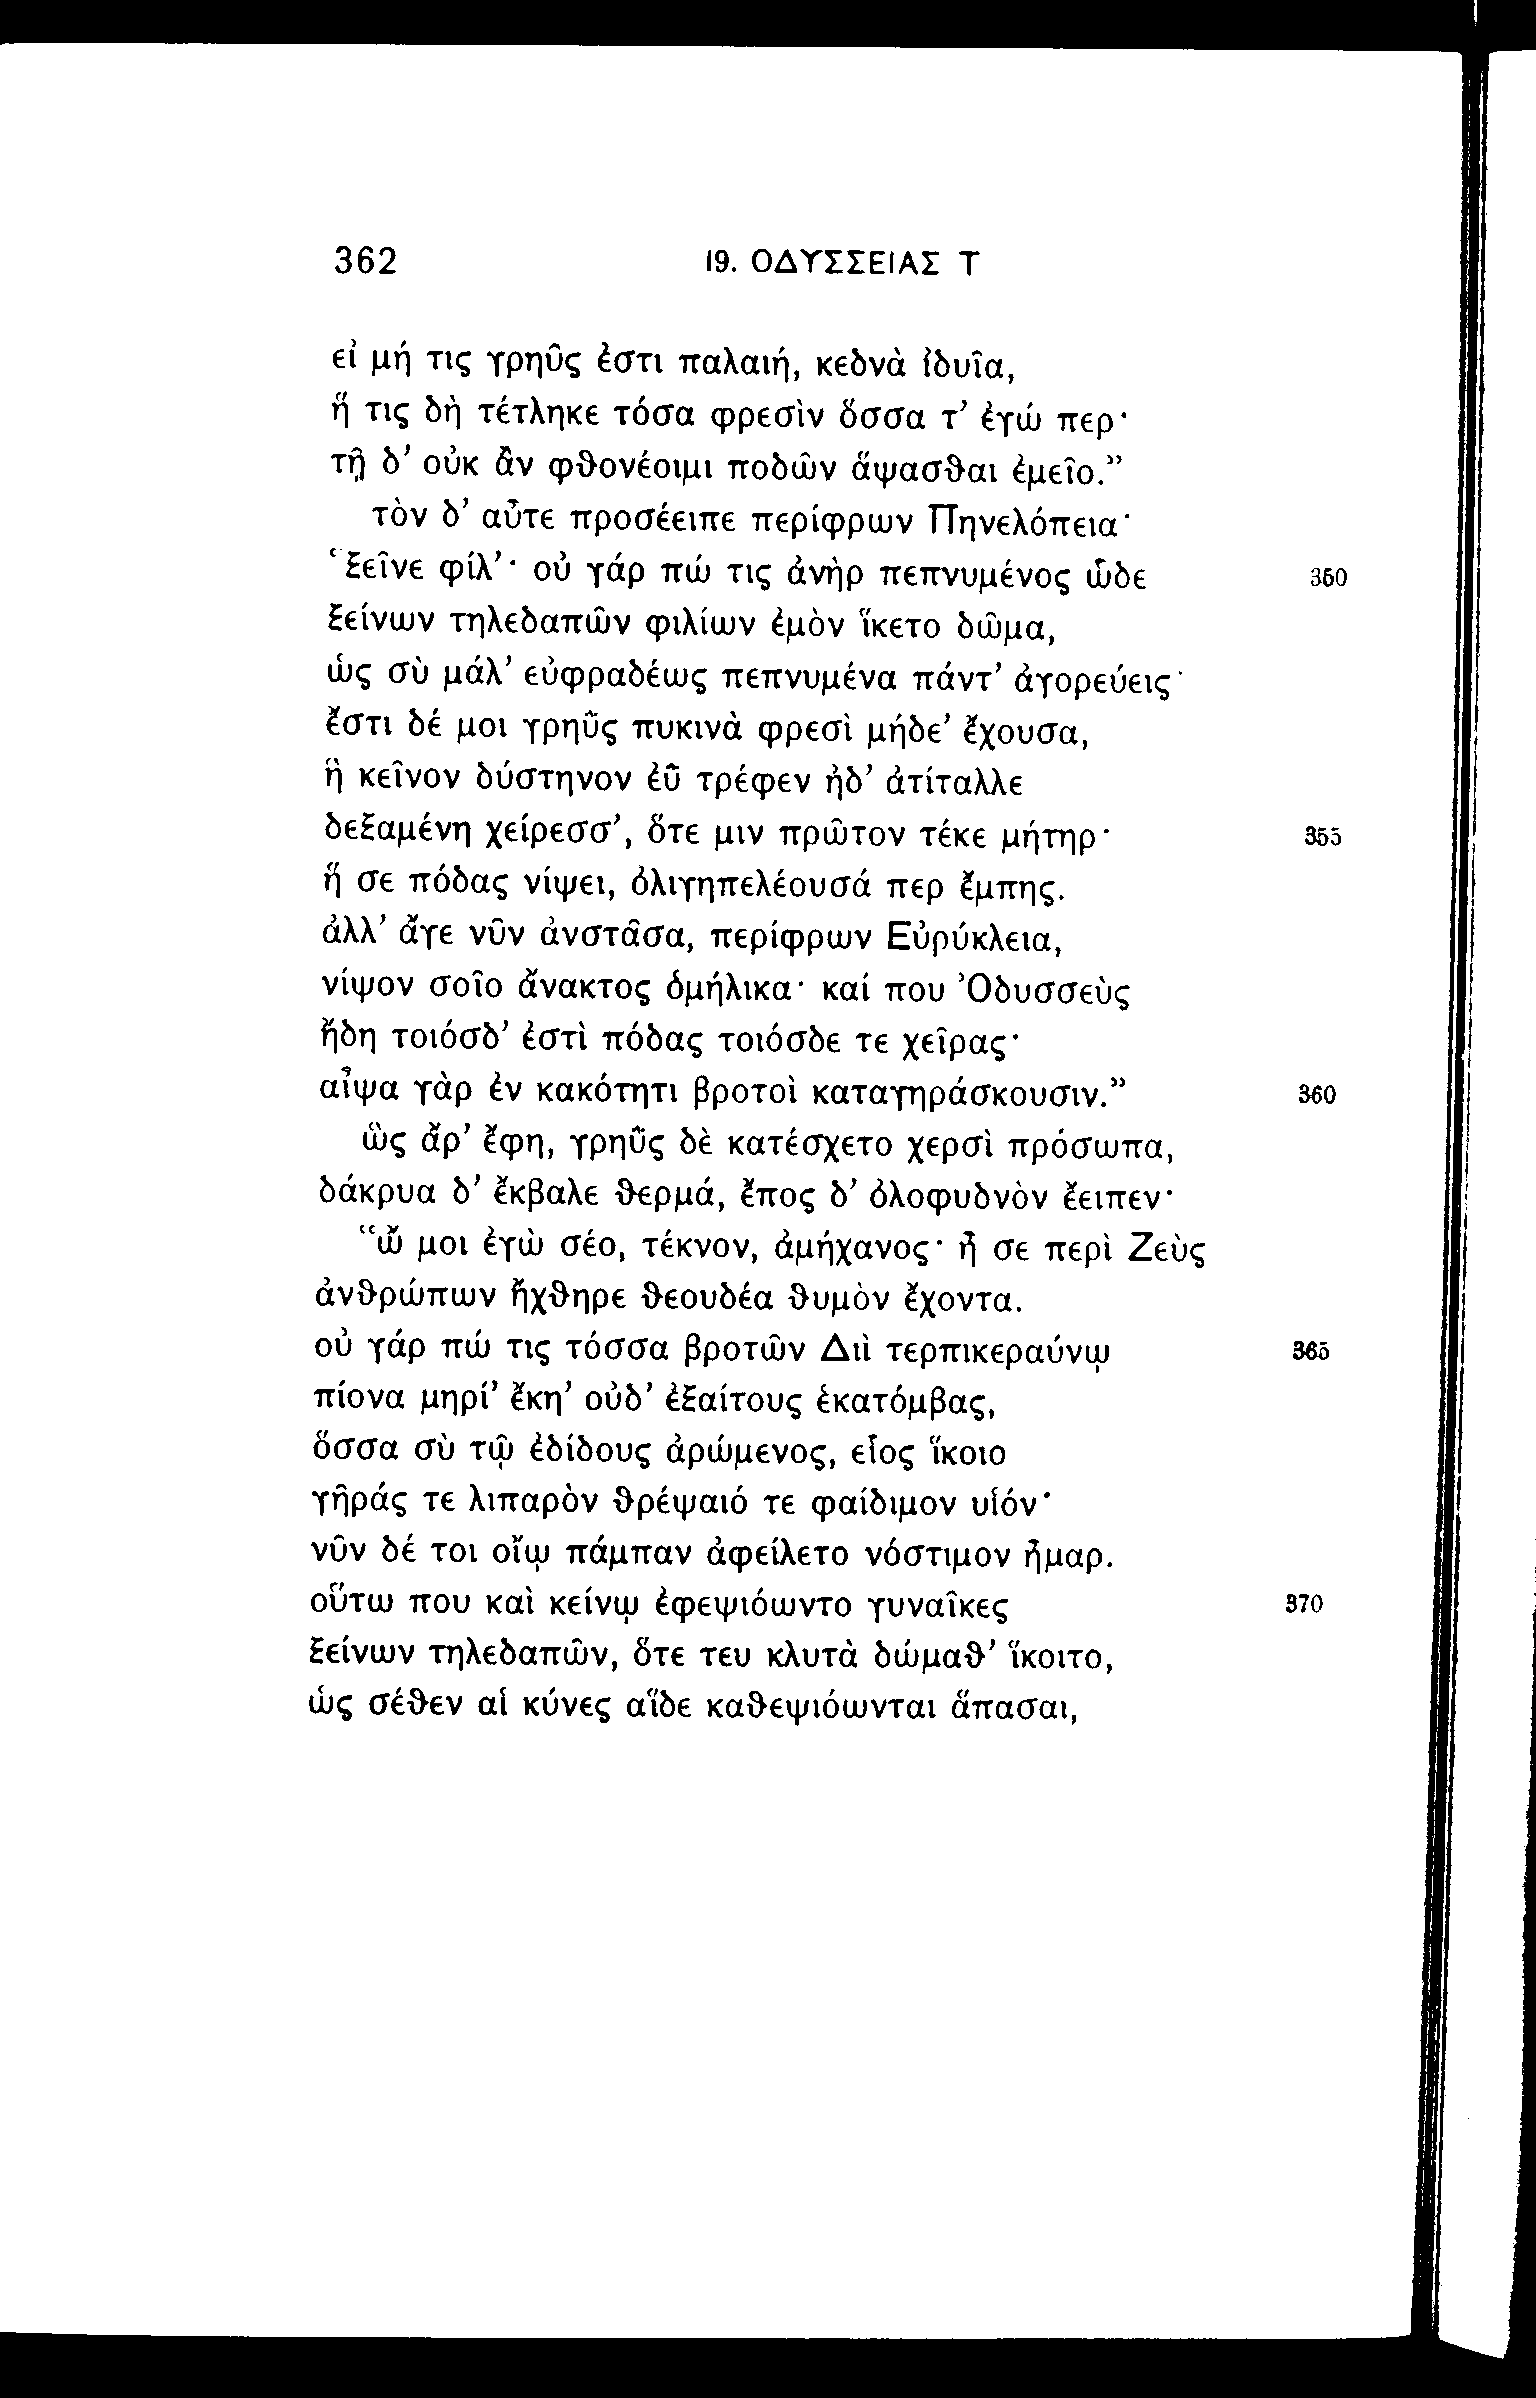 362 19. ΟΔΥΣΣΕΙΑΣ Τ
εἰ μή τις γρηῦς ἐστι παλαιή, κεδνὰ ἰδυῖα,
ἥ τις δὴ τέτληκε τόσα φρεσὶν ὅσσα τ’ ἐγώ περ·
τῇ δ’ οὐκ ἂν φθονέοιμι ποδῶν ἅψασθαι ἐμεῖο.”
τὸν δ’ αὖτε προσέειπε περίφρων Πηνελόπεια·
“ξεῖνε φίλ’· οὐ γάρ πώ τις ἀνὴρ πεπνυμένος ὧδε 350
ξείνων τηλεδαπῶν φιλίων ἐμὸν ἵκετο δῶμα,
ὡς σὺ μάλ’ εὐφραδέως πεπνυμένα πάντ’ ἀγορεύεις·
ἔστι δέ μοι γρηῢς πυκινὰ φρεσὶ μήδε’ ἔχουσα,
ἣ κεῖνον δύστηνον ἐῢ τρέφεν ἠδ’ ἀτίταλλε
δεξαμένη χείρεσσ’, ὅτε μιν πρῶτον τέκε μήτηρ· 355
ἥ σε πόδας νίψει, ὀλιγηπελέουσά περ ἔμπης.
ἀλλ’ ἄγε νῦν ἀνστᾶσα, περίφρων Εὐρύκλεια,
νίψον σοῖο ἄνακτος ὁμήλικα· καί που Ὀδυσσεὺς
ἤδη τοιόσδ’ ἐστὶ πόδας τοιόσδε τε χεῖρας·
αἶψα γὰρ ἐν κακότητι βροτοὶ καταγηράσκουσιν.” 360
ὣς ἄρ’ ἔφη, γρηῢς δὲ κατέσχετο χερσὶ πρόσωπα,
δάκρυα δ’ ἔκβαλε θερμά, ἔπος δ’ ὀλοφυδνὸν ἔειπεν·
“ὤ μοι ἐγὼ σέο, τέκνον, ἀμήχανος· ἦ σε περὶ Ζεὺς
ἀνθρώπων ἤχθηρε θεουδέα θυμὸν ἔχοντα.
οὐ γάρ πώ τις τόσσα βροτῶν Διὶ τερπικεραύνῳ 365
πίονα μηρί’ ἔκη’ οὐδ’ ἐξαίτους ἑκατόμβας,
ὅσσα σὺ τῷ ἐδίδους ἀρώμενος, εἷος ἵκοιο
γῆράς τε λιπαρὸν θρέψαιό τε φαίδιμον υἱόν·
νῦν δέ τοι οἴῳ πάμπαν ἀφείλετο νόστιμον ἦμαρ.
οὕτω που καὶ κείνῳ ἐφεψιόωντο γυναῖκες 370
ξείνων τηλεδαπῶν, ὅτε τευ κλυτὰ δώμαθ’ ἵκοιτο,
ὡς σέθεν αἱ κύνες αἵδε καθεψιόωνται ἅπασαι,